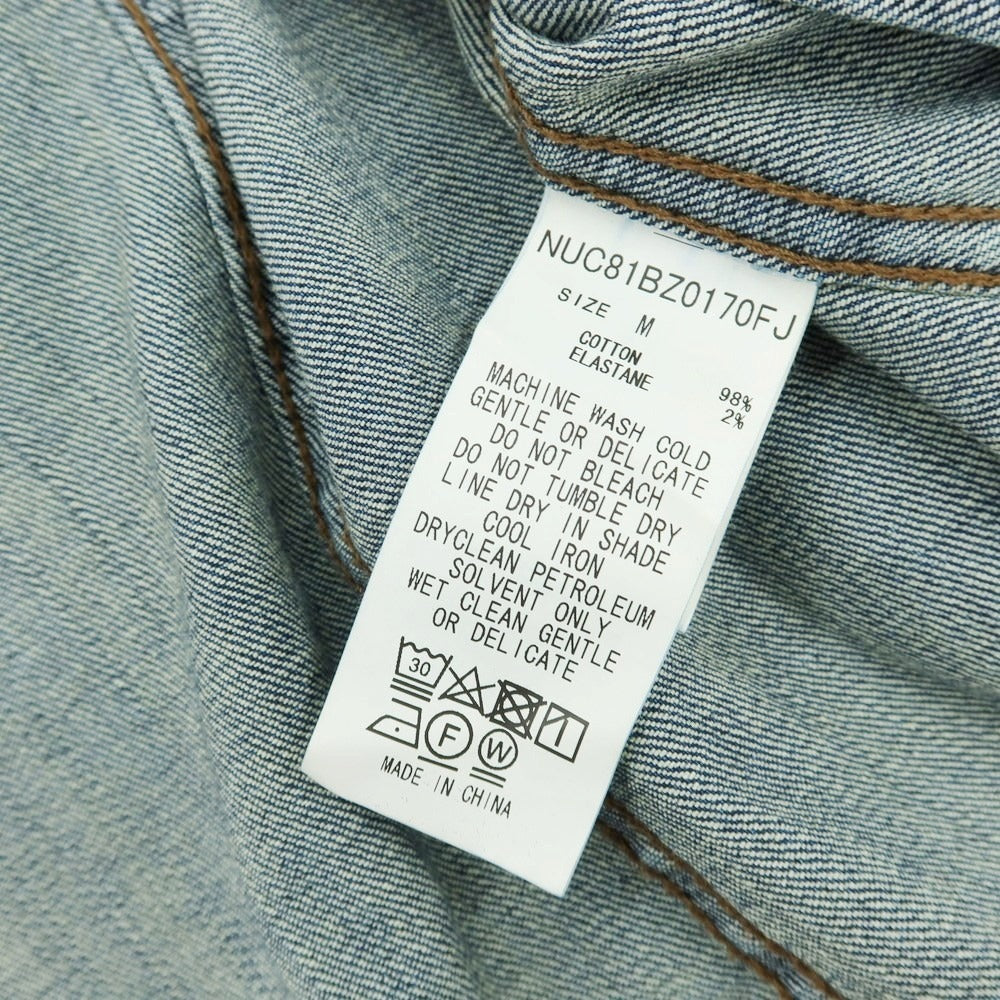 NUC81BZ0170FJ
SIZE M
COTTON 98%
ELASTANE 2%
MACHINE WASH COLD
GENTLE OR DELICATE
DO NOT BLEACH
DO NOT TUMBLE DRY
LINE DRY IN SHADE
COOL IRON
DRYCLEAN PETROLEUM
SOLVENT ONLY
WET CLEAN GENTLE
OR DELICATE
30
F W
MADE IN CHINA